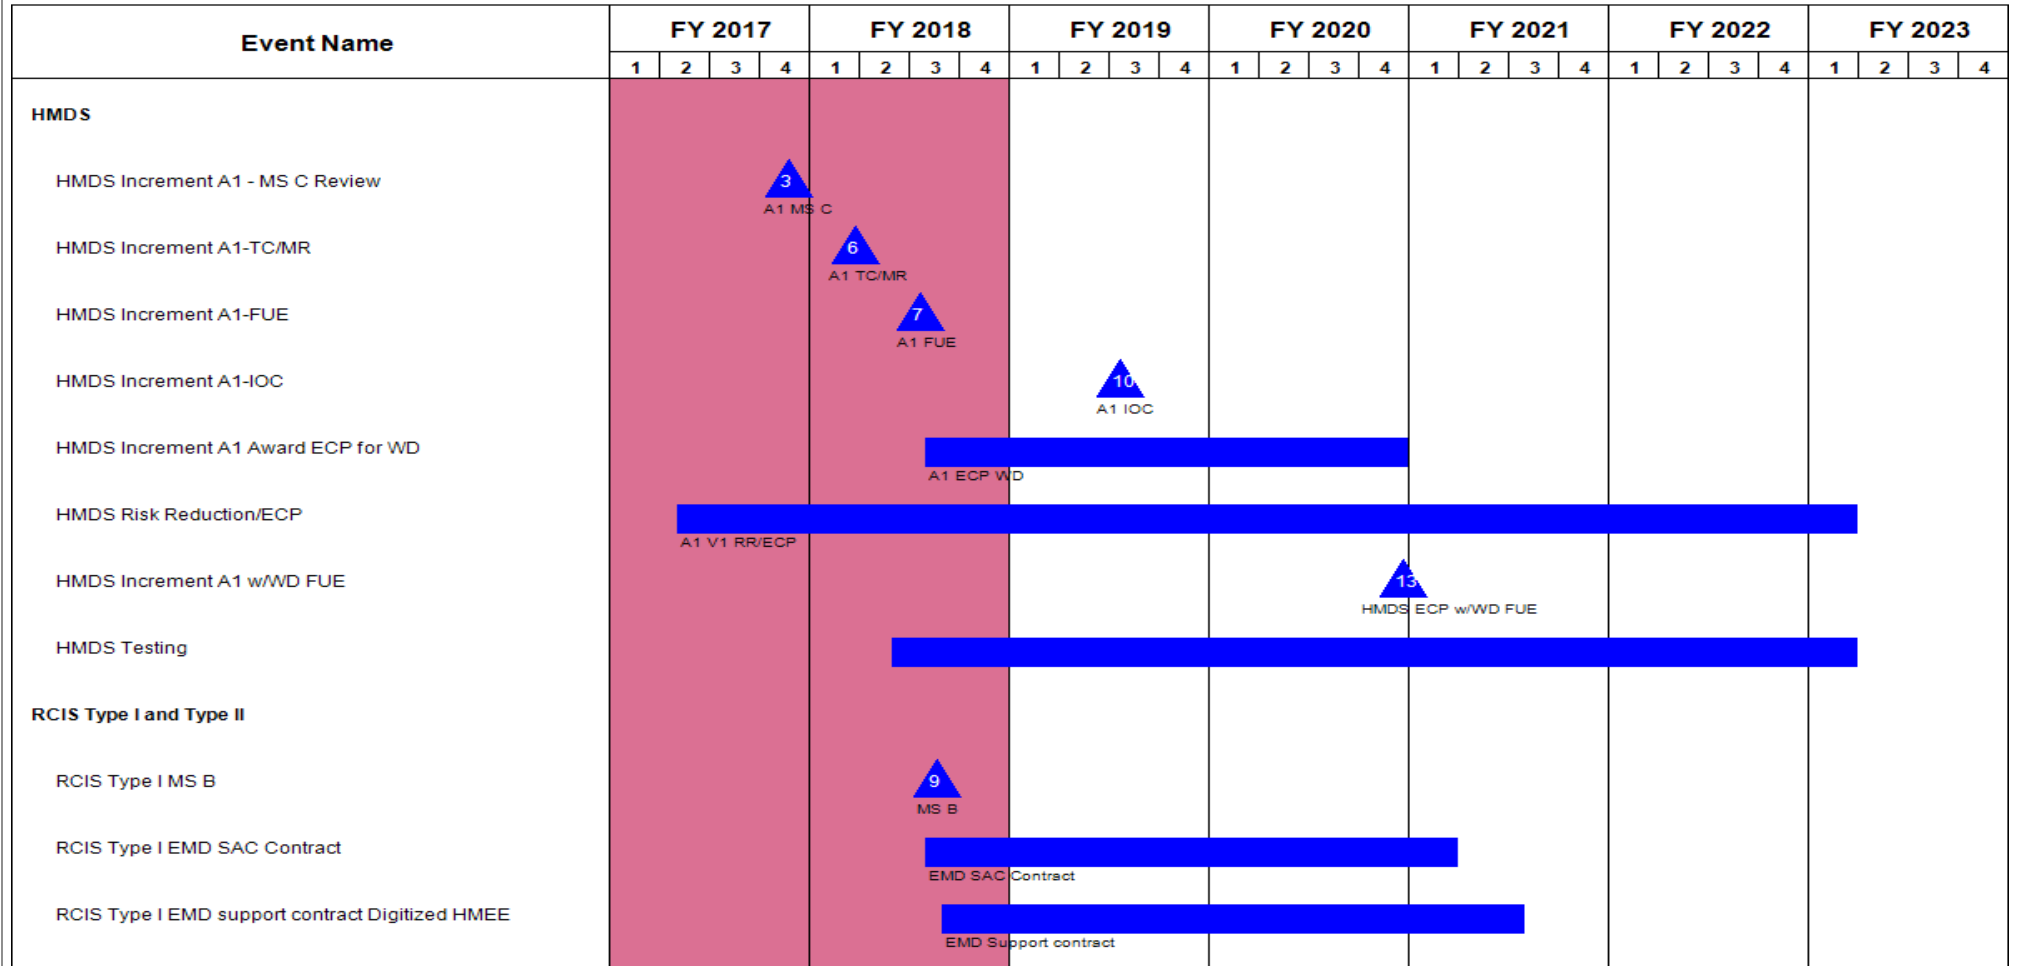 Event Name
FY 2017 FY 2018 FY 2019 FY 2020 FY 2021 FY 2022 FY 2023
1 2 3 4 1 2 3 4 1 2 3 4 1 2 3 4 1 2 3 4 1 2 3 4 1 2 3 4
HMDS
HMDS Increment A1 - MS C Review
3
A1 MS C
HMDS Increment A1-TC/MR
6
A1 TC/MR
HMDS Increment A1-FUE
7
A1 FUE
HMDS Increment A1-IOC
10
A1 IOC
HMDS Increment A1 Award ECP for WD
A1 ECP WD
HMDS Risk Reduction/ECP
A1 V1 RR/ECP
HMDS Increment A1 w/WD FUE
13
HMDS ECP w/WD FUE
HMDS Testing
RCIS Type I and Type II
RCIS Type I MS B
9
MS B
RCIS Type I EMD SAC Contract
EMD SAC Contract
RCIS Type I EMD support contract Digitized HMEE
EMD Support contract